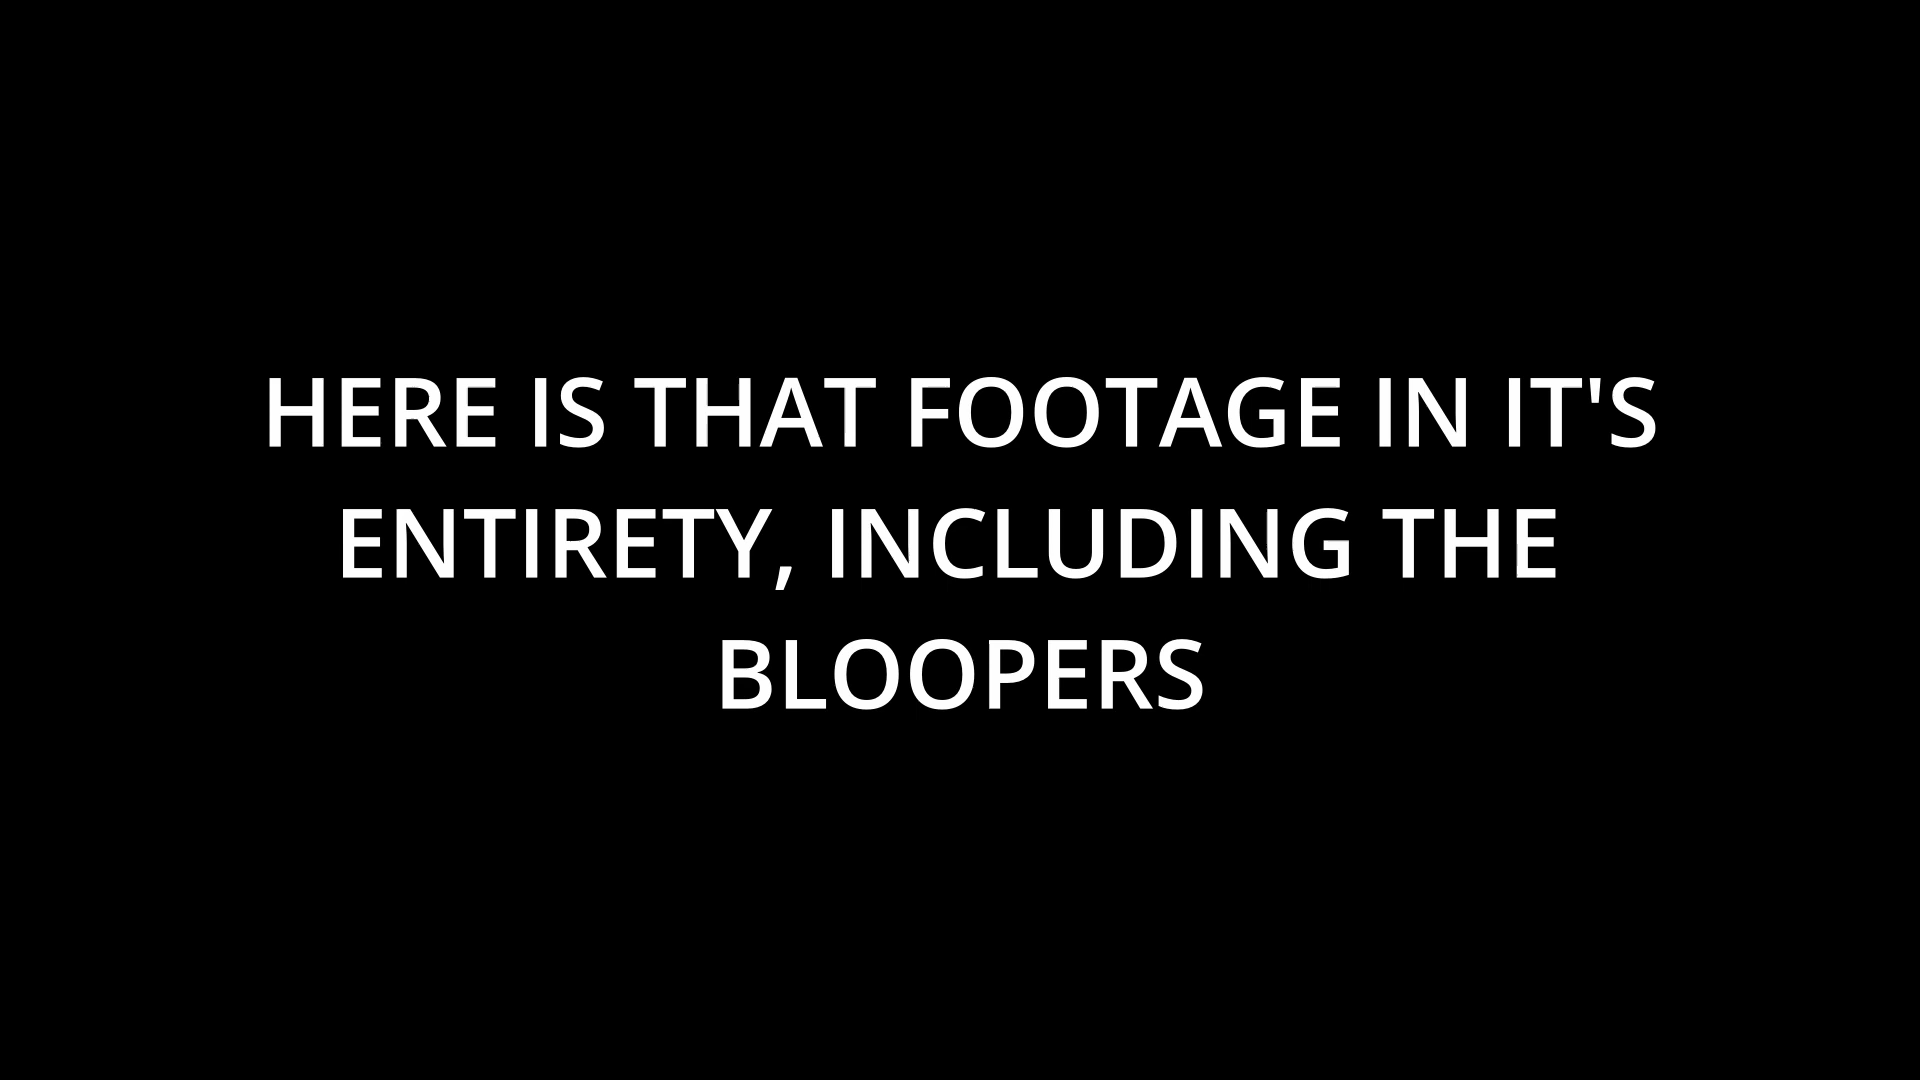 HERE IS THAT FOOTAGE IN IT'S
ENTIRETY, INCLUDING THE
BLOOPERS